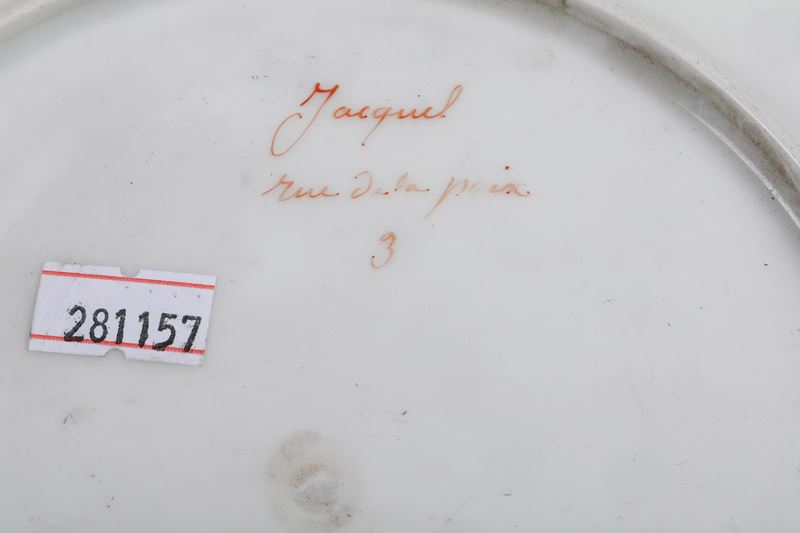 Jacquel
rue de la paix
3
281157